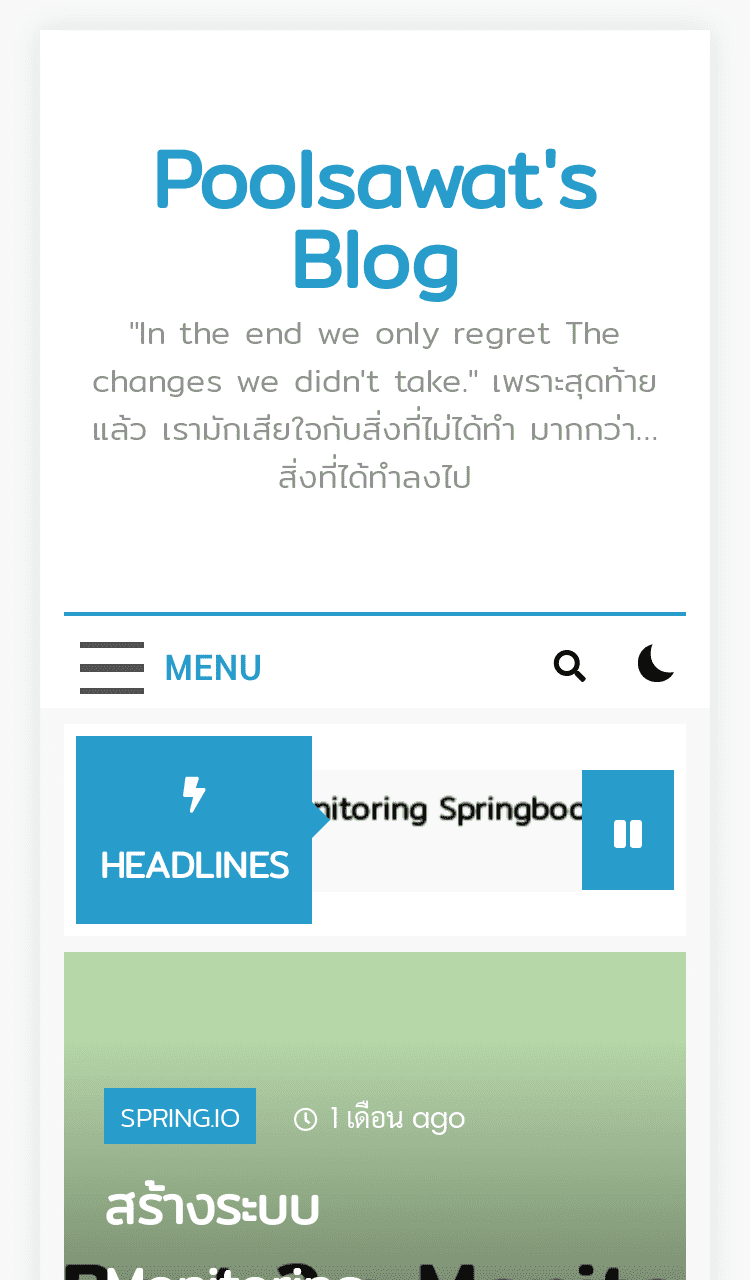 Poolsawat's
Blog
"In the end we only regret The
changes we didn't take." เพราะสุดท้าย
แล้ว เรามักเสียใจกับสิ่งที่ไม่ได้ทำ มากกว่า...
สิ่งที่ได้ทำลงไป
MENU
HEADLINES
nitoring Springboo
SPRING.IO
1 เดือน ago
สร้างระบบ
Monitoring